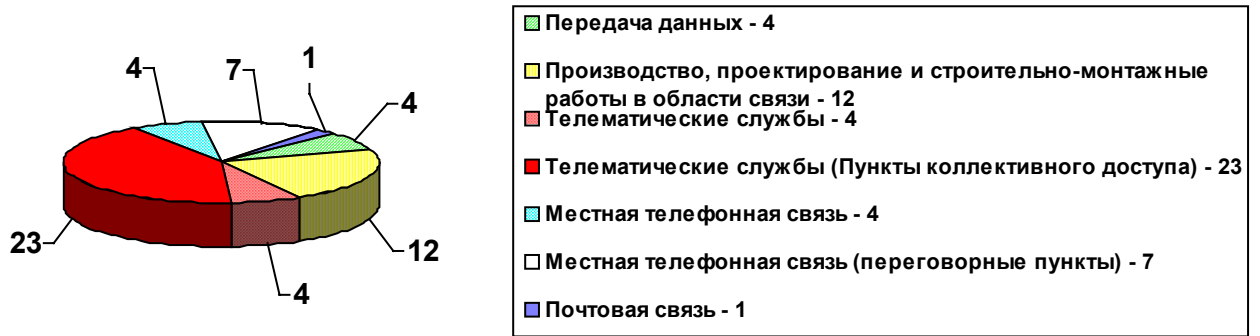 4
7
1
4
23
12
4
Передача данных - 4
Производство, проектирование и строительно-монтажные
работы в области связи - 12
Телематические службы - 4
Телематические службы (Пункты коллективного доступа) - 23
Местная телефонная связь - 4
Местная телефонная связь (переговорные пункты) - 7
Почтовая связь - 1